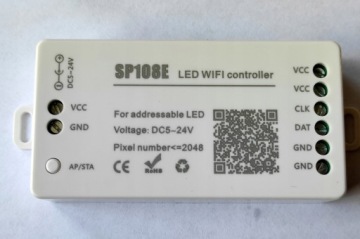 SP108E LED WIFI controller
DC5-24V
VCC
GND
AP/STA
For addressable LED
Voltage: DC5~24V
Pixel number<=2048
CE RoHS
VCC
VCC
CLK
DAT
GND
GND